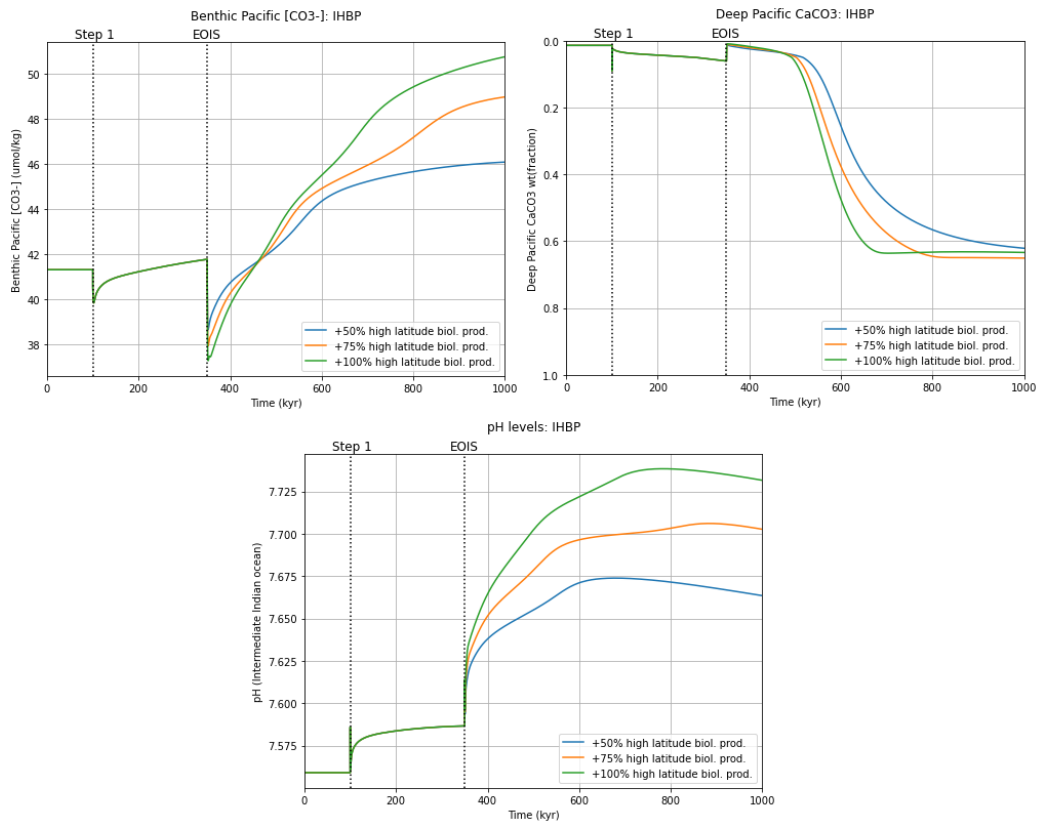 Benthic Pacific [CO3-]: IHBP
Step 1
EOIS
50
48
46
44
42
40
38
Benthic Pacific [CO3-] (umol/kg)
+50% high latitude biol. prod.
+75% high latitude biol. prod.
+100% high latitude biol. prod.
0 200 400 600 800 1000
Time (kyr)
Deep Pacific CaCO3: IHBP
Step 1
EOIS
0.0
0.2
0.4
0.6
0.8
1.0
Deep Pacific CaCO3 wt(fraction)
+50% high latitude biol. prod.
+75% high latitude biol. prod.
+100% high latitude biol. prod.
0 200 400 600 800 1000
Time (kyr)
pH levels: IHBP
Step 1
EOIS
7.725
7.700
7.675
7.650
7.625
7.600
7.575
pH (Intermediate Indian ocean)
+50% high latitude biol. prod.
+75% high latitude biol. prod.
+100% high latitude biol. prod.
0 200 400 600 800 1000
Time (kyr)